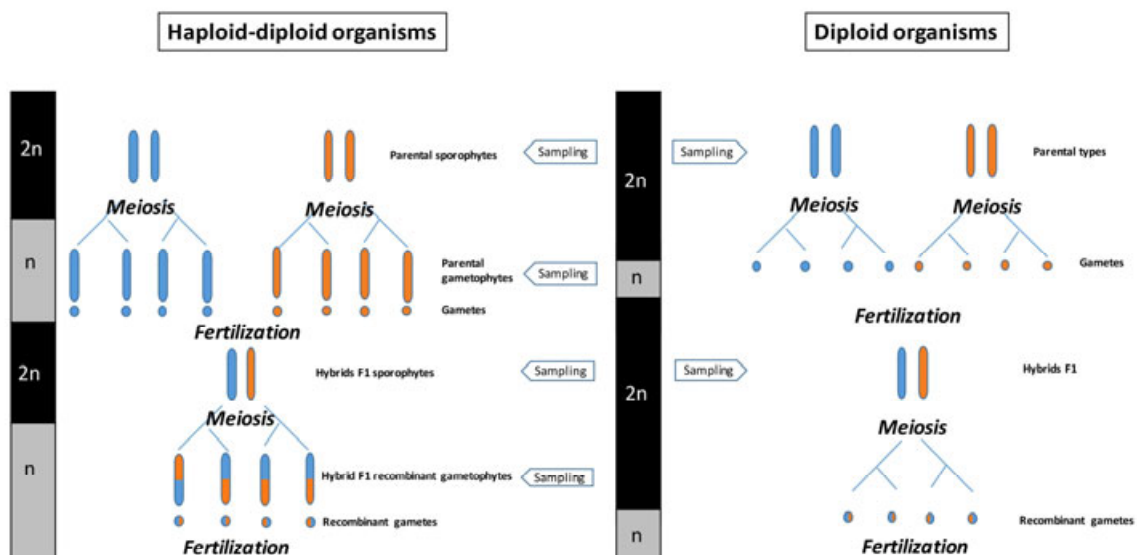 Haploid-diploid organisms
2n
Parental sporophytes
Sampling
Meiosis
Meiosis
n
Parental
gametophytes
Sampling
Gametes
Fertilization
2n
Hybrids F1 sporophytes
Sampling
Meiosis
n
Hybrid F1 recombinant gametophytes
Sampling
Recombinant gametes
Fertilization
Diploid organisms
2n
Sampling
Parental types
Meiosis
Meiosis
n
Gametes
Fertilization
2n
Sampling
Hybrids F1
Meiosis
n
Recombinant gametes
Fertilization